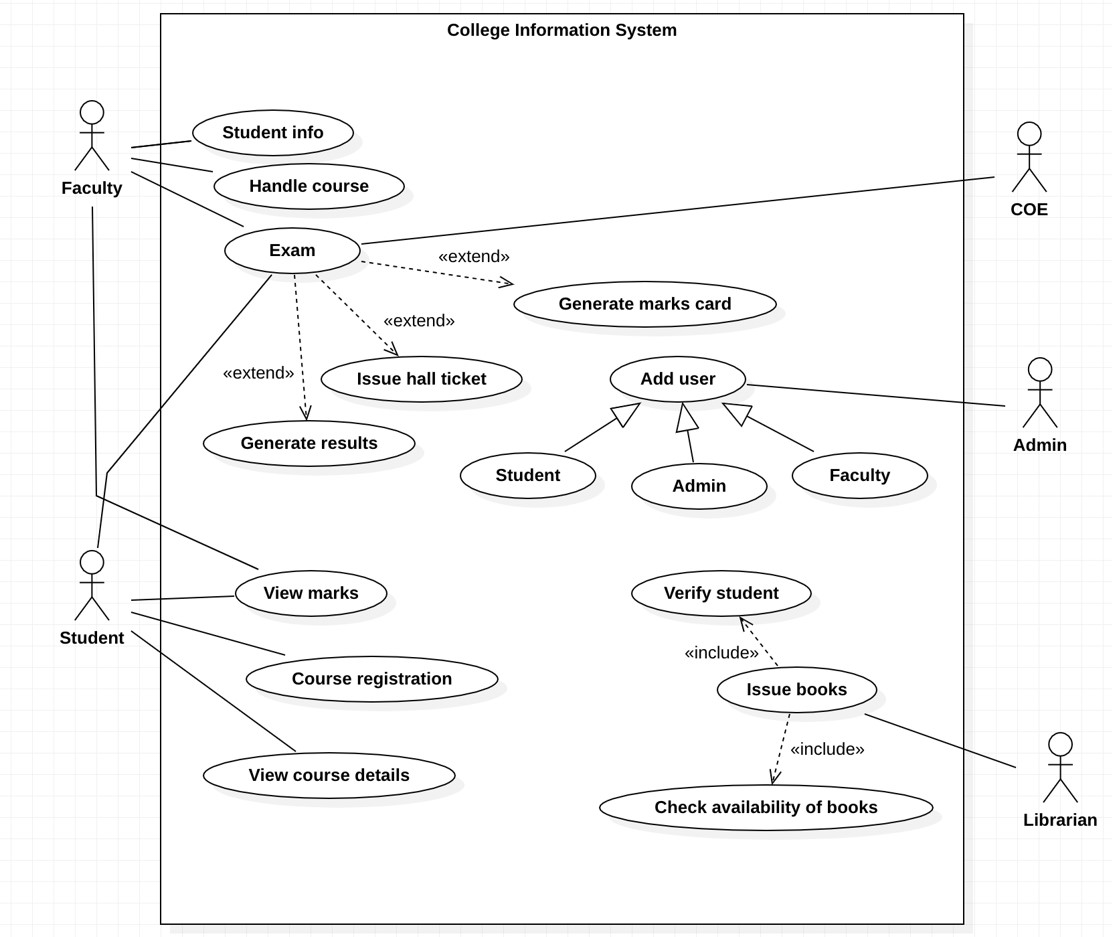 College Information System
Student info
Faculty
Handle course
COE
Exam
«extend»
Generate marks card
«extend»
«extend»
Issue hall ticket
Add user
Admin
Generate results
Student
Admin
Faculty
View marks
Verify student
Student
«include»
Course registration
Issue books
«include»
View course details
Check availability of books
Librarian